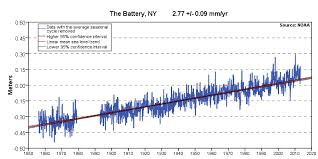 The Battery, NY 2.77 +/- 0.09 mm/yr
Source: NOAA
Data with the average seasonal
cycle removed
Higher 95% confidence interval
Linear mean sea level trend
Lower 95% confidence interval
Meters
0.60
0.45
0.30
0.15
0.00
-0.15
-0.30
-0.45
-0.60
1850 1860 1870 1880 1890 1900 1910 1920 1930 1940 1950 1960 1970 1980 1990 2000 2010 2020